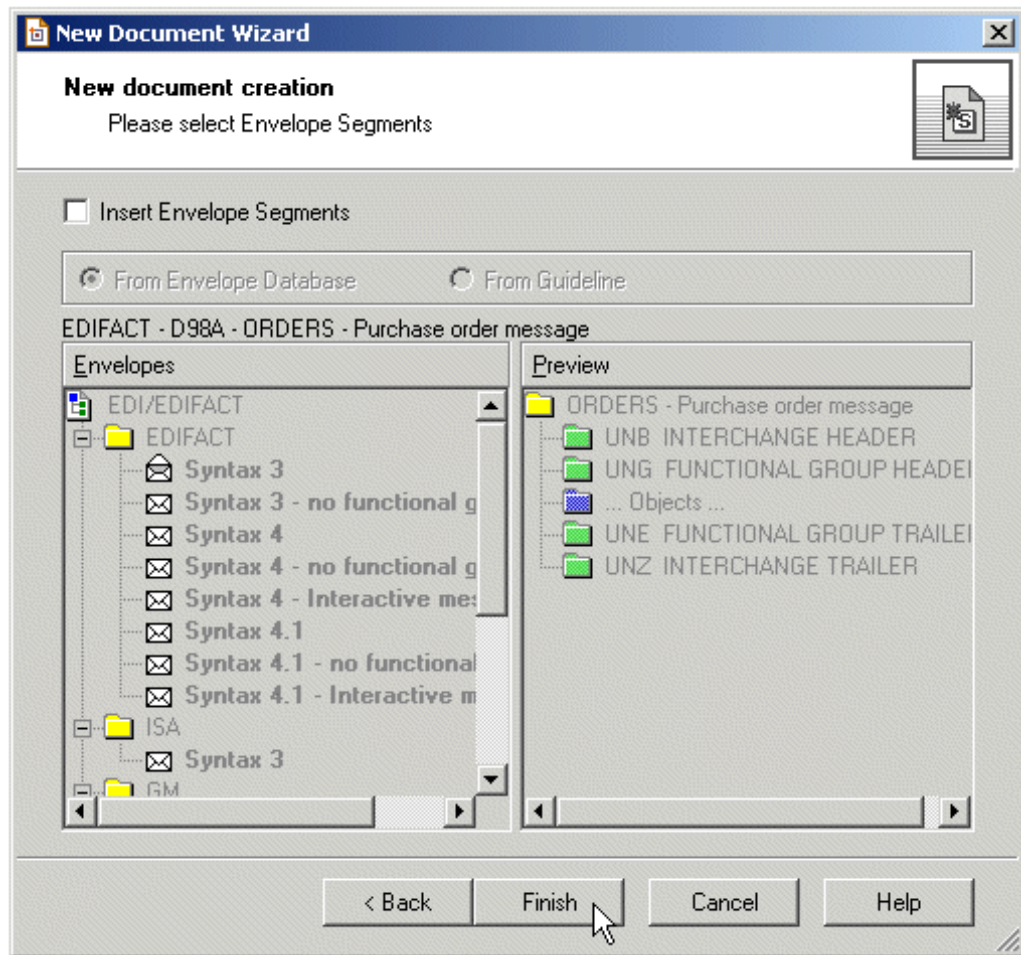 New Document Wizard
New document creation
Please select Envelope Segments
Insert Envelope Segments
From Envelope Database From Guideline
EDIFACT - D98A - ORDERS - Purchase order message
Envelopes
EDI/EDIFACT
EDIFACT
Syntax 3
Syntax 3 - no functional g
Syntax 4
Syntax 4 - no functional g
Syntax 4 - Interactive mes
Syntax 4.1
Syntax 4.1 - no functional
Syntax 4.1 - Interactive m
ISA
Syntax 3
GM
Preview
ORDERS - Purchase order message
UNB INTERCHANGE HEADER
UNG FUNCTIONAL GROUP HEADE
... Objects ...
UNE FUNCTIONAL GROUP TRAILE
UNZ INTERCHANGE TRAILER
< Back Finish Cancel Help